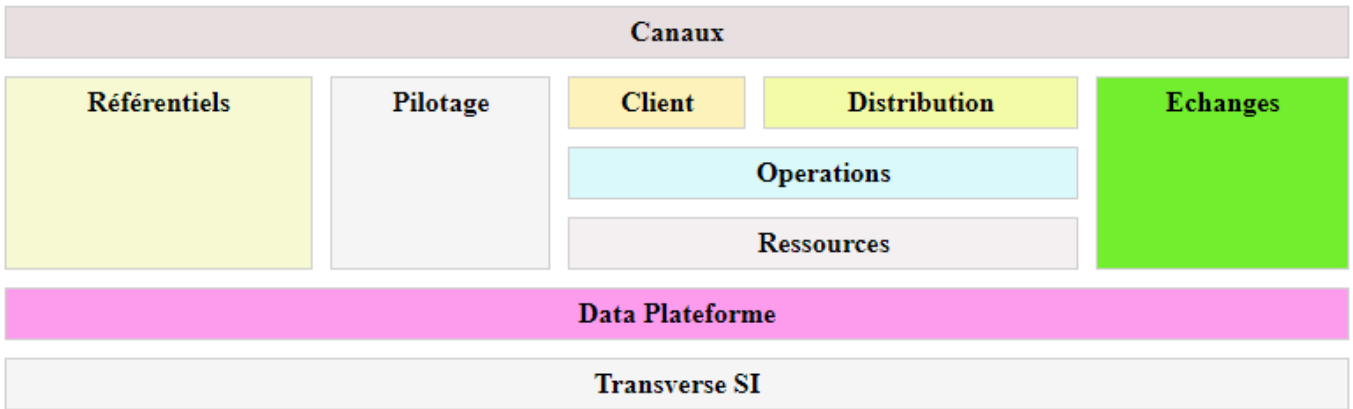 Canaux
Référentiels
Pilotage
Client
Distribution
Echanges
Operations
Ressources
Data Plateforme
Transverse SI